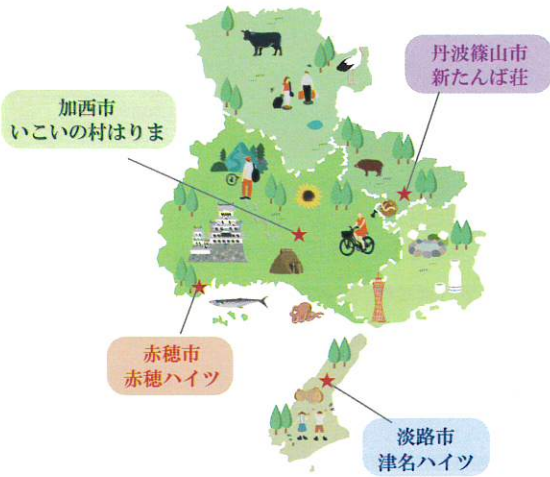 丹波篠山市
新たんば荘
加西市
いこいの村はりま
赤穂市
赤穂ハイツ
淡路市
津名ハイツ